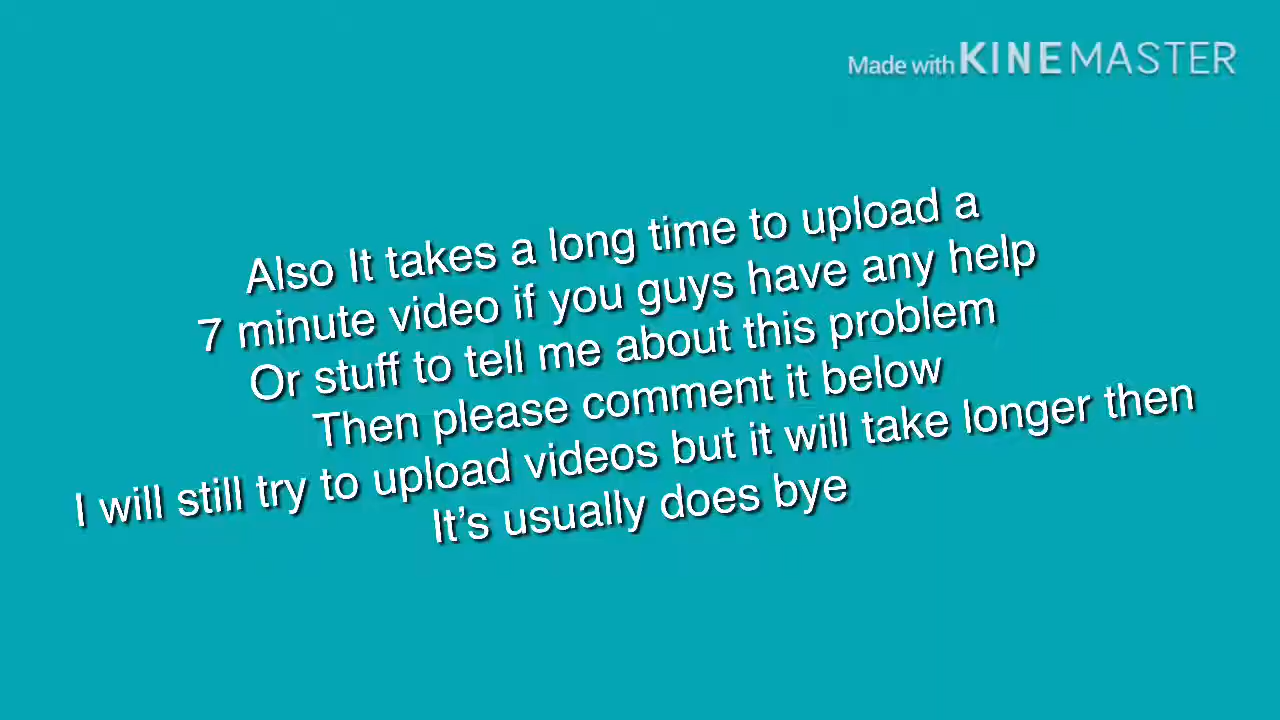 Made with KINEMASTER
Also It takes a long time to upload a
7 minute video if you guys have any help
Or stuff to tell me about this problem
Then please comment it below
I will still try to upload videos but it will take longer then
It’s usually does bye